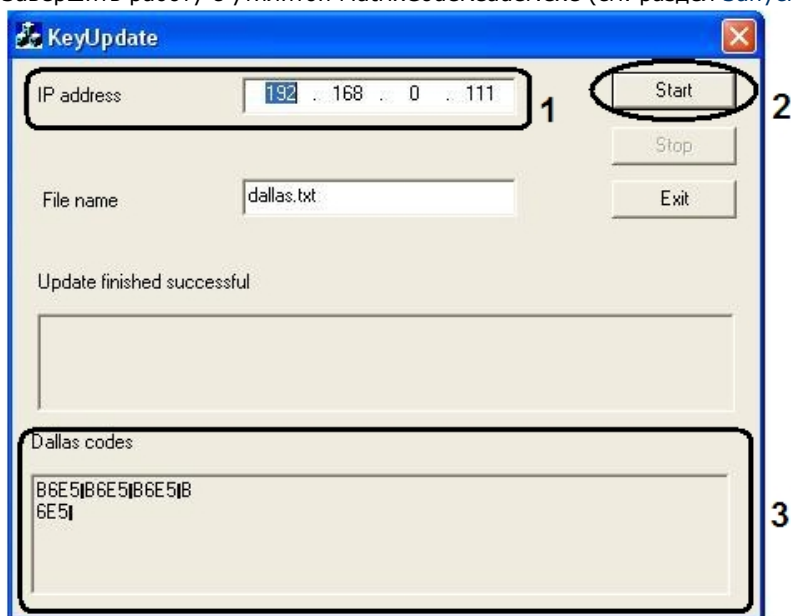 KeyUpdate
IP address 192 . 168 . 0 . 111 1
Start 2
Stop
File name dallas.txt
Exit
Update finished successful
Dallas codes
B6E5|B6E5|B6E5|B
6E5|
3